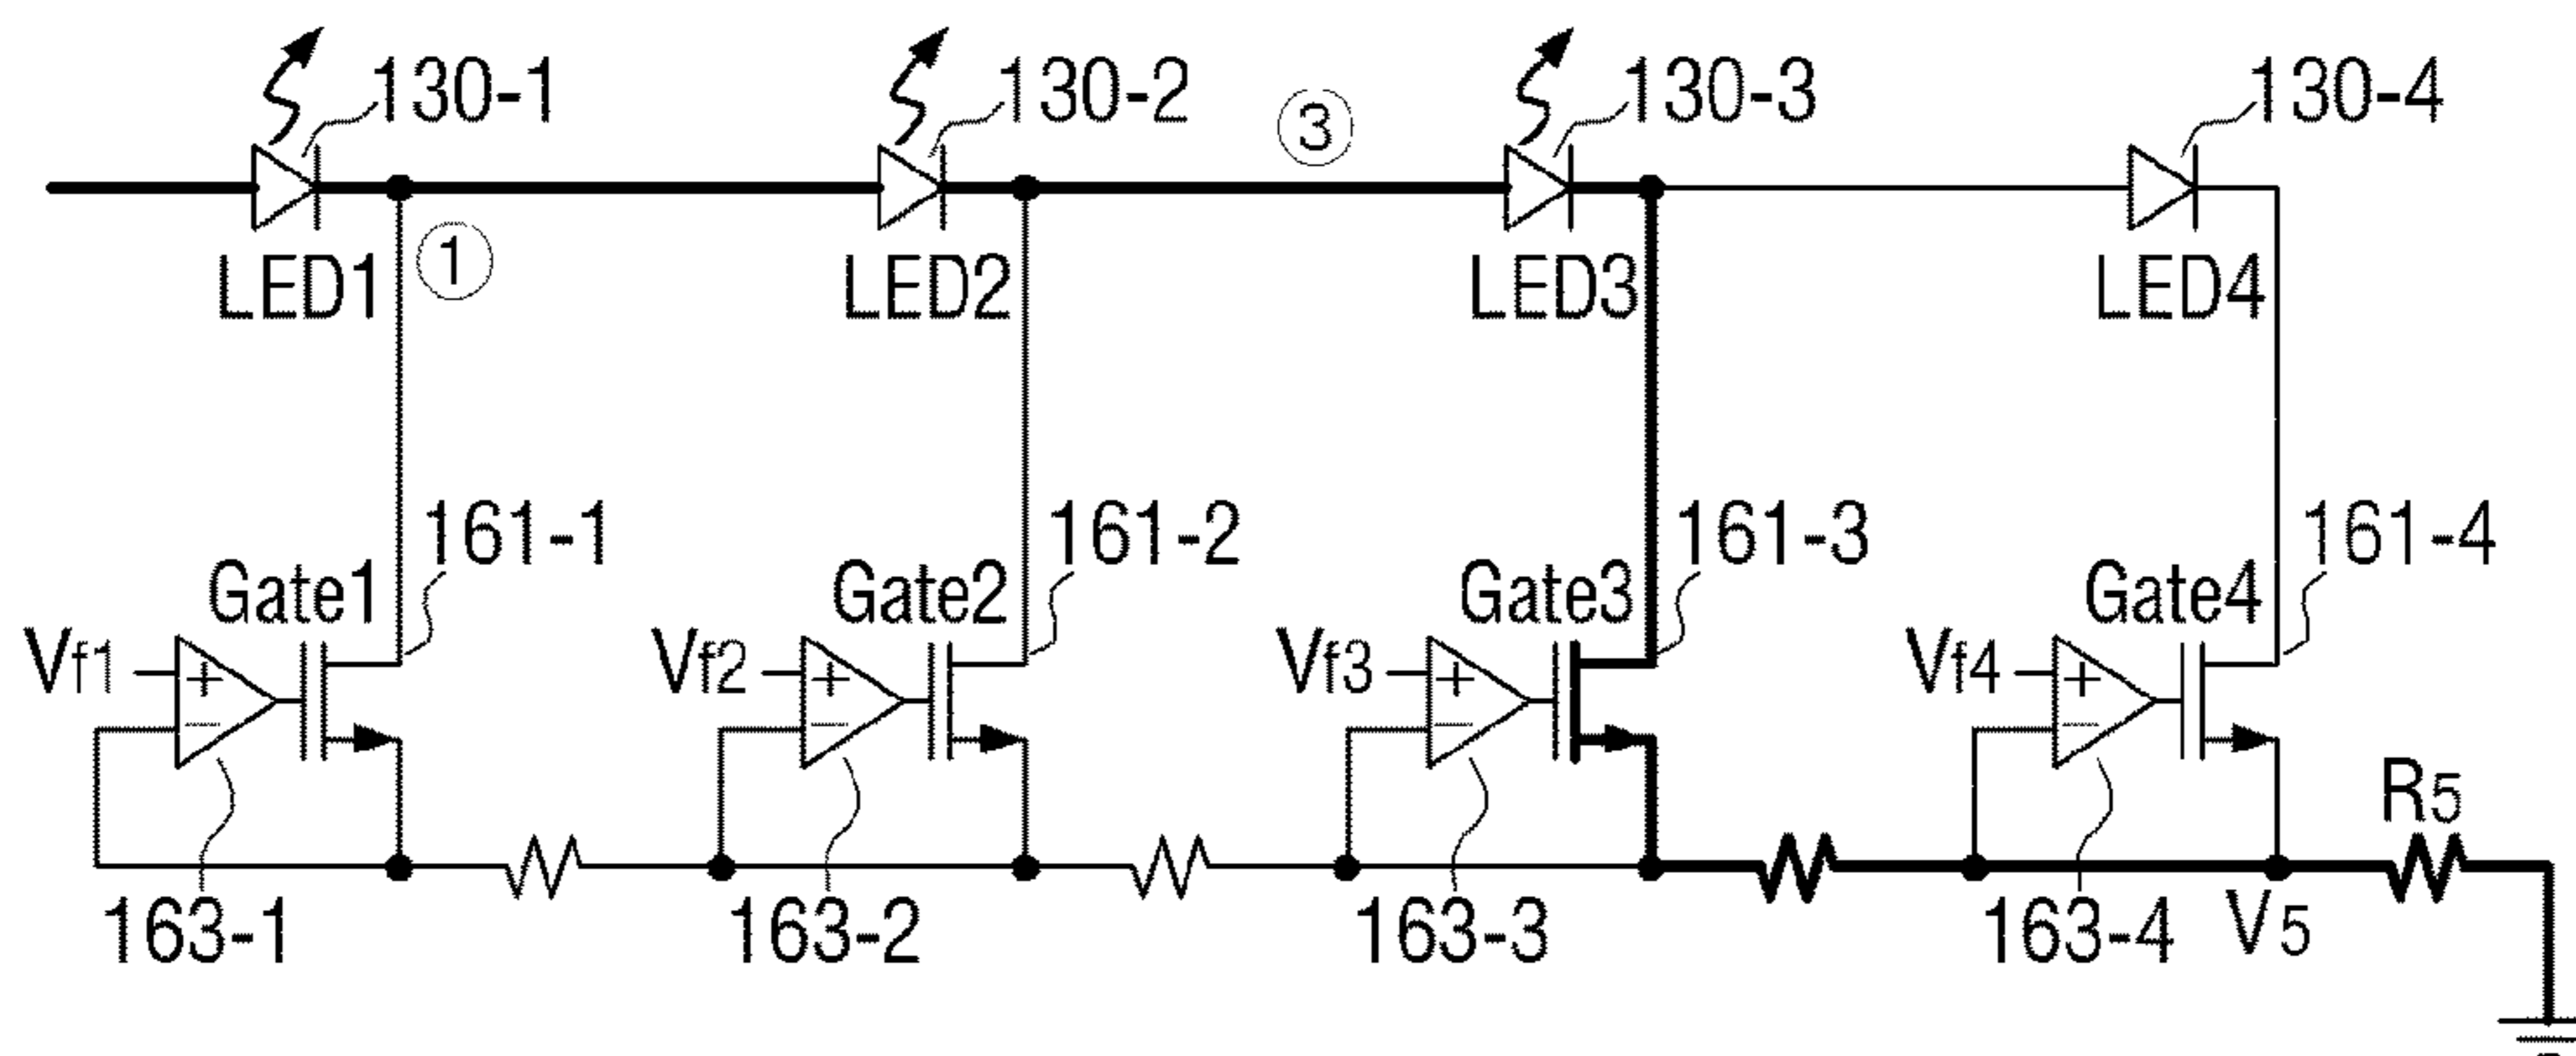 130-1 130-2 ③ 130-3 130-4
① LED1 LED2 LED3 LED4
161-1 161-2 161-3 161-4
Gate1 Gate2 Gate3 Gate4
Vf1 + − Vf2 + − Vf3 + − Vf4 + −
R5
163-1 163-2 163-3 163-4 V5